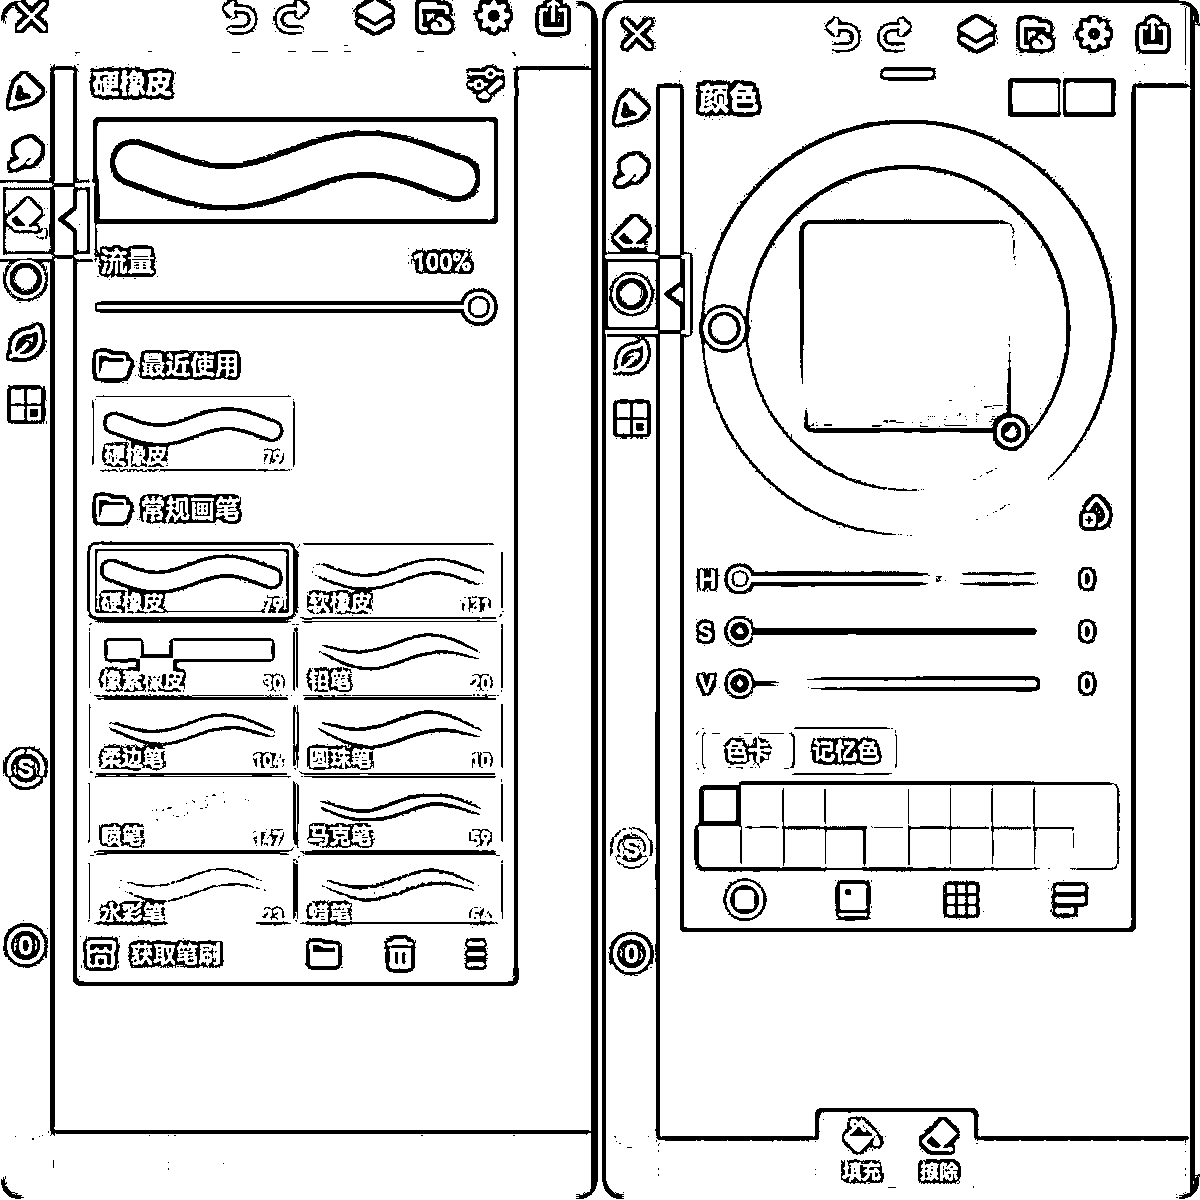 硬橡皮
流量 100%
最近使用
硬橡皮 79
常规画笔
硬橡皮 79 软橡皮 131
像素橡皮 30 铅笔 20
柔边笔 104 圆珠笔 10
喷笔 147 马克笔 59
水彩笔 23 蜡笔 64
获取笔刷
S
0
颜色
H 0
S 0
V 0
色卡 记忆色
S
0
填充 擦除